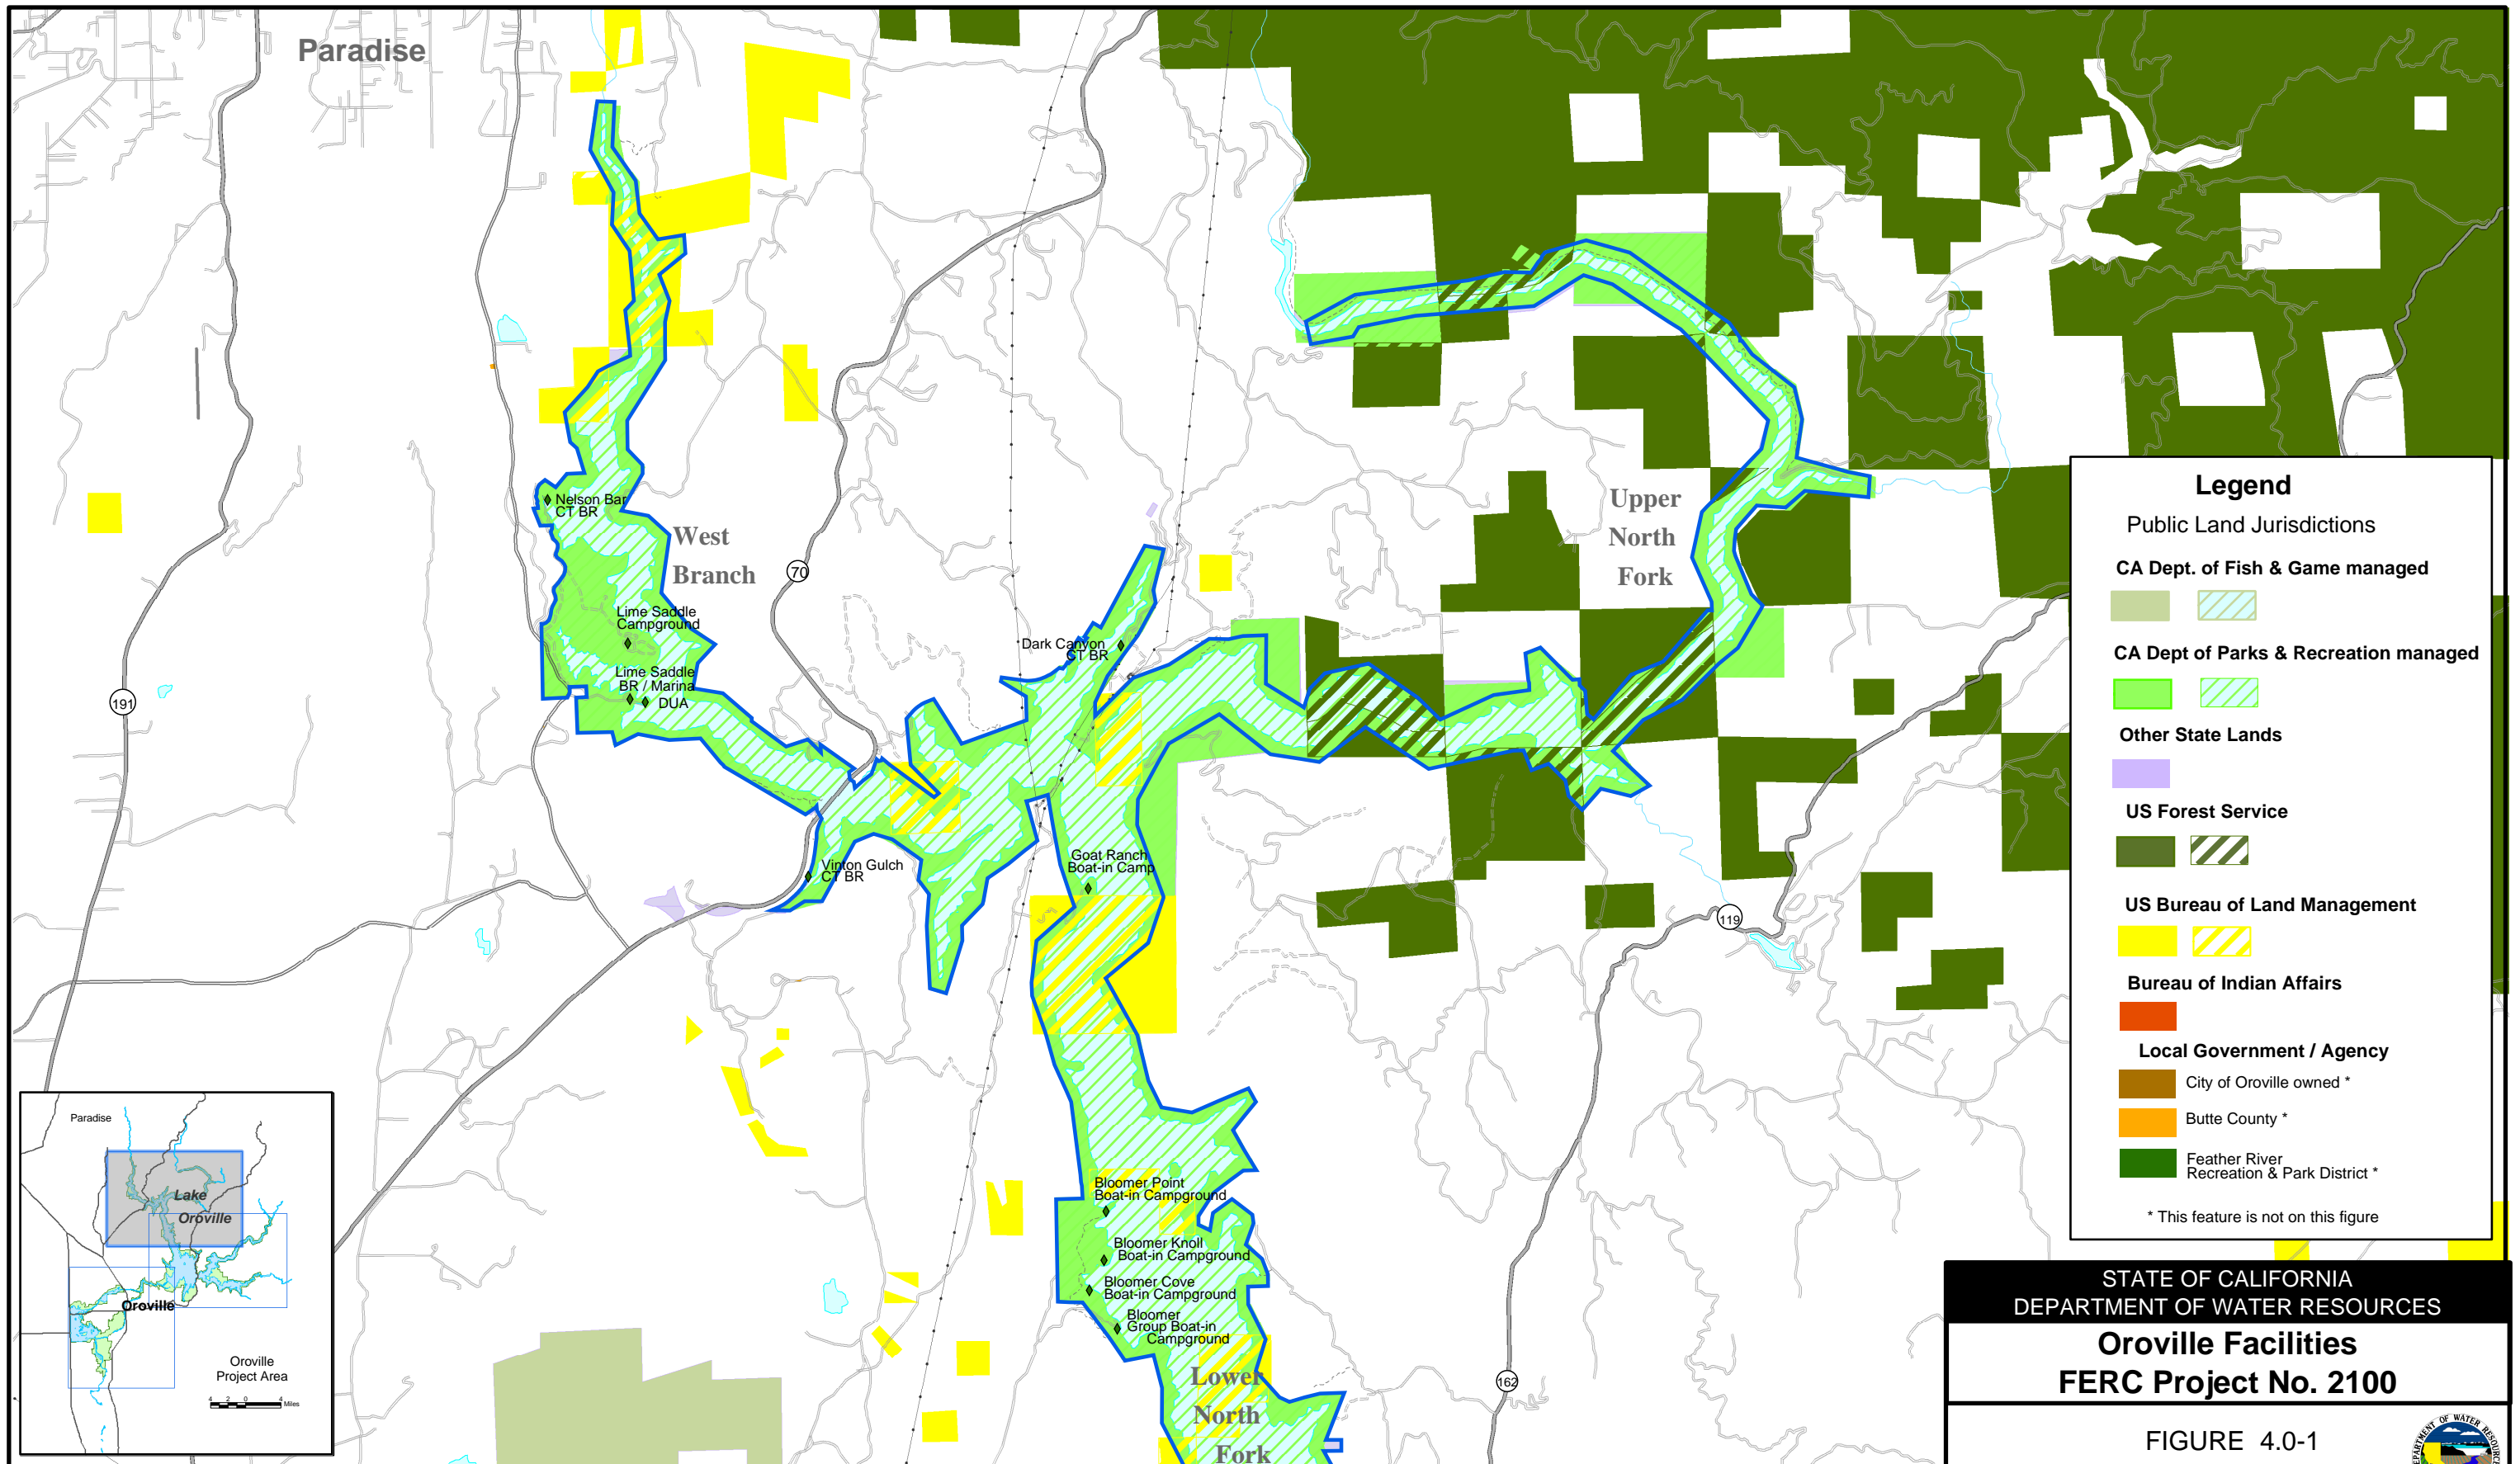 Paradise
Nelson Bar
CT BR
West
Branch
70
Lime Saddle
Campground
Lime Saddle
BR / Marina
DUA
191
Dark Canyon
CT BR
Upper
North
Fork
Vinton Gulch
CT BR
Goat Ranch
Boat-in Camp
119
Bloomer Point
Boat-in Campground
Bloomer Knoll
Boat-in Campground
Bloomer Cove
Boat-in Campground
Bloomer
Group Boat-in
Campground
Lower
North
Fork
162
Legend
Public Land Jurisdictions
CA Dept. of Fish & Game managed
CA Dept of Parks & Recreation managed
Other State Lands
US Forest Service
US Bureau of Land Management
Bureau of Indian Affairs
Local Government / Agency
City of Oroville owned *
Butte County *
Feather River
Recreation & Park District *
* This feature is not on this figure
Paradise
Lake
Oroville
Oroville
Oroville
Project Area
4 2 0 4
Miles
STATE OF CALIFORNIA
DEPARTMENT OF WATER RESOURCES
Oroville Facilities
FERC Project No. 2100
FIGURE 4.0-1
OF WATER